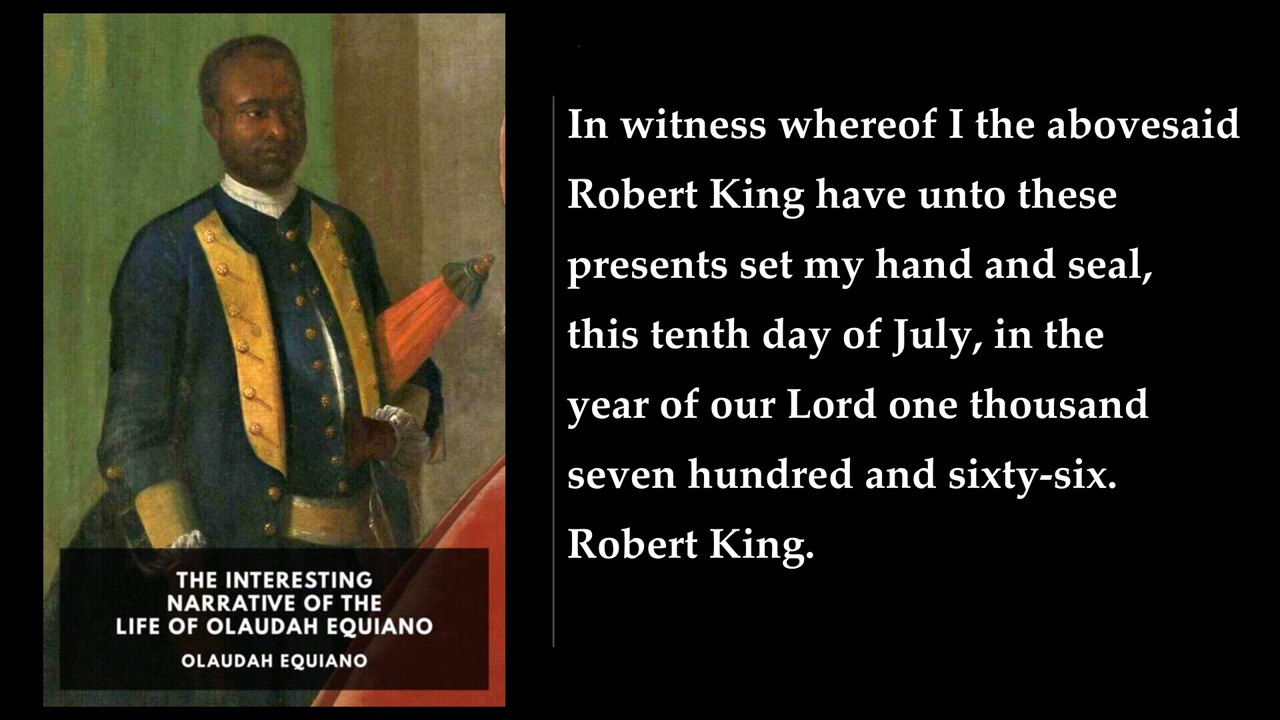 THE INTERESTING
NARRATIVE OF THE
LIFE OF OLAUDAH EQUIANO
OLAUDAH EQUIANO
In witness whereof I the abovesaid
Robert King have unto these
presents set my hand and seal,
this tenth day of July, in the
year of our Lord one thousand
seven hundred and sixty-six.
Robert King.